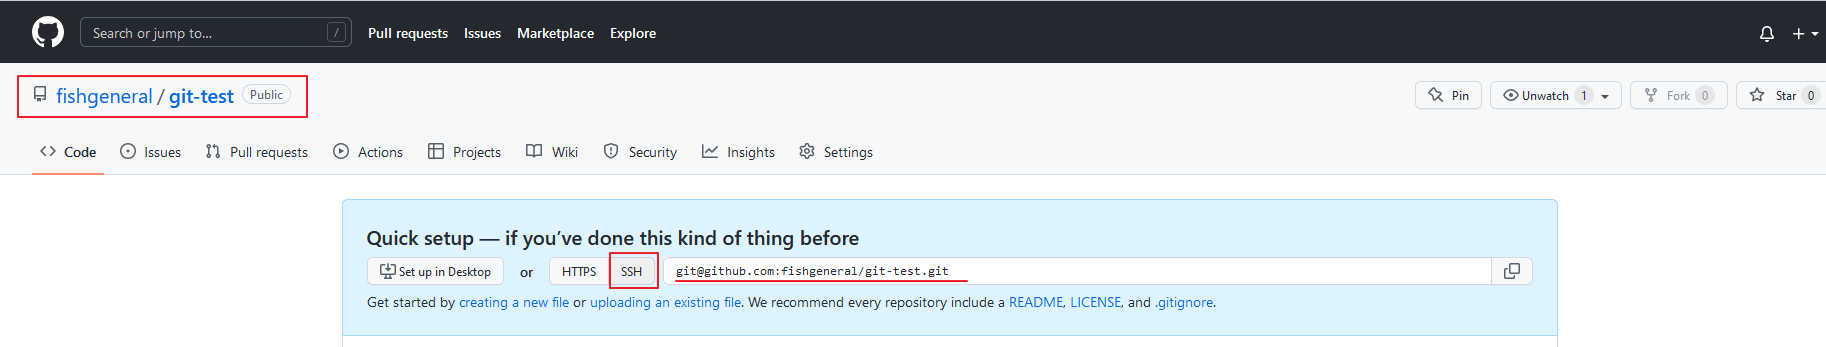 Search or jump to... / Pull requests Issues Marketplace Explore
fishgeneral / git-test Public Pin Unwatch 1 Fork 0 Star 0
Code Issues Pull requests Actions Projects Wiki Security Insights Settings
Quick setup — if you’ve done this kind of thing before
Set up in Desktop or HTTPS SSH git@github.com:fishgeneral/git-test.git
Get started by creating a new file or uploading an existing file. We recommend every repository include a README, LICENSE, and .gitignore.